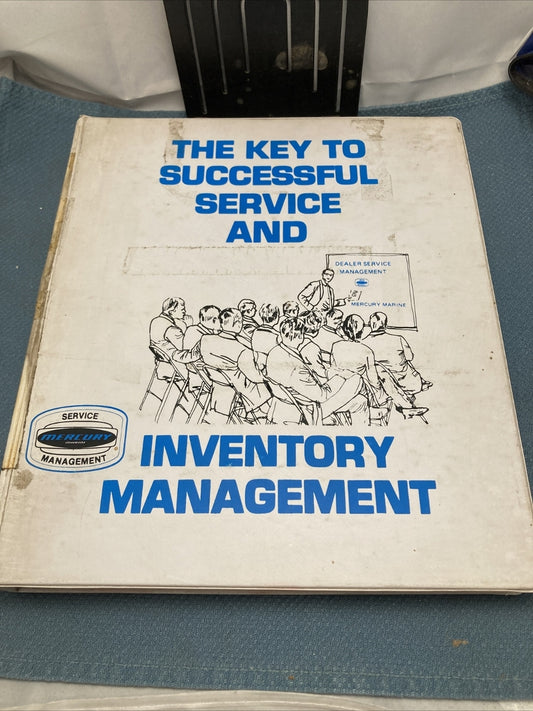 THE KEY TO
SUCCESSFUL
SERVICE
AND
DEALER SERVICE
MANAGEMENT
MERCURY MARINE
SERVICE
MERCURY
MANAGEMENT
INVENTORY
MANAGEMENT